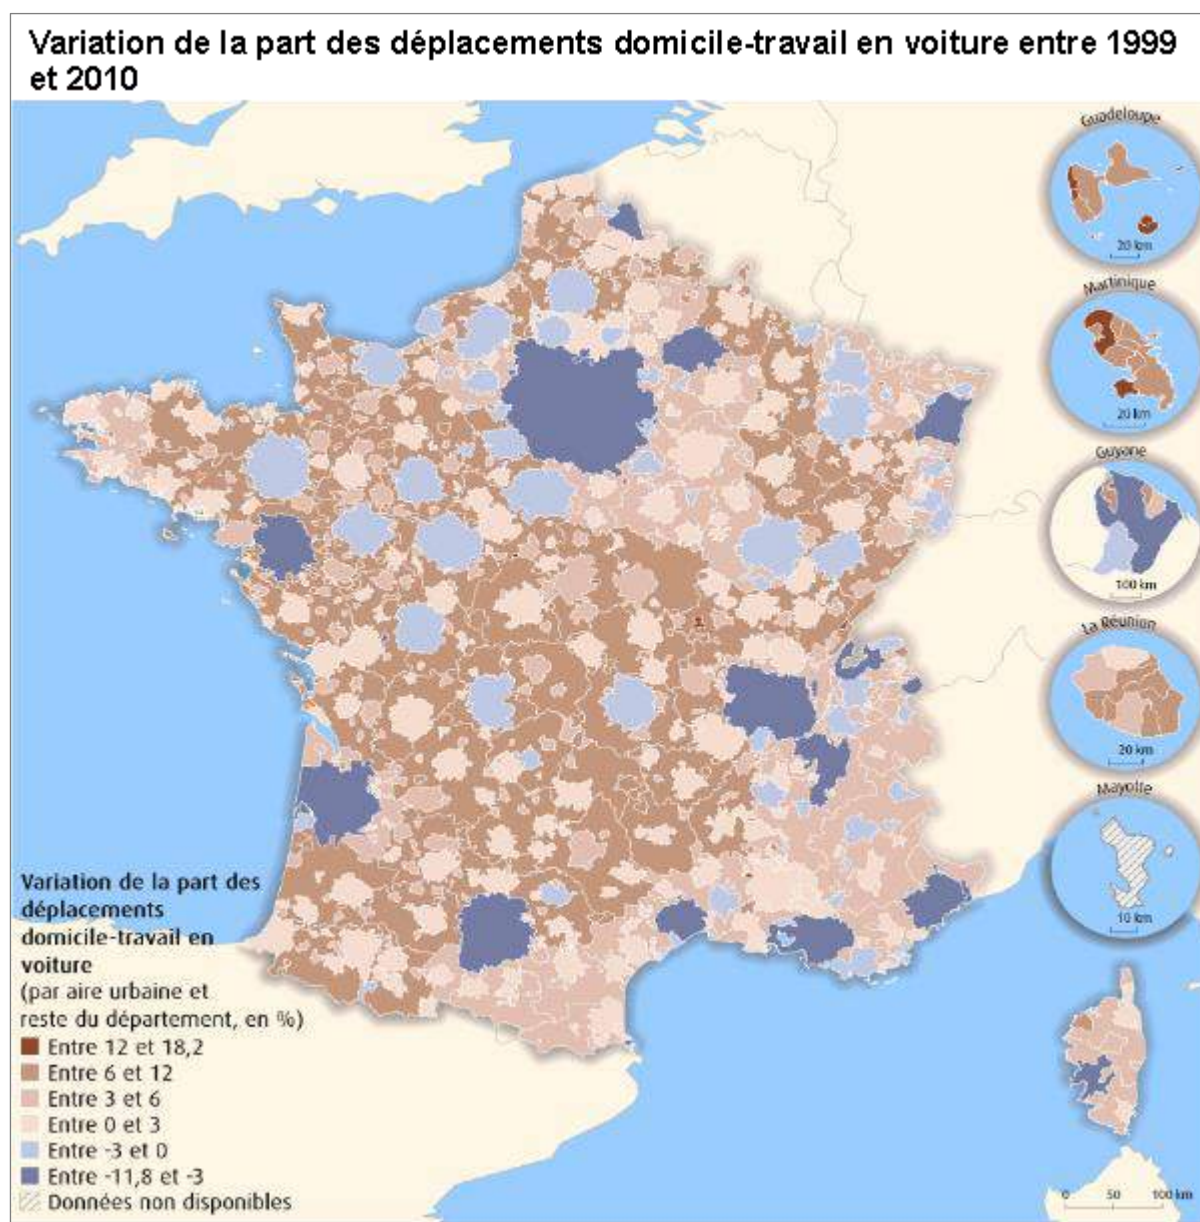 Variation de la part des déplacements domicile-travail en voiture entre 1999
et 2010
Guadeloupe
20 km
Martinique
20 km
Guyane
100 km
La Réunion
20 km
Mayotte
10 km
Variation de la part des
déplacements
domicile-travail en
voiture
(par aire urbaine et
reste du département, en %)
Entre 12 et 18,2
Entre 6 et 12
Entre 3 et 6
Entre 0 et 3
Entre -3 et 0
Entre -11,8 et -3
Données non disponibles
0 50 100 km